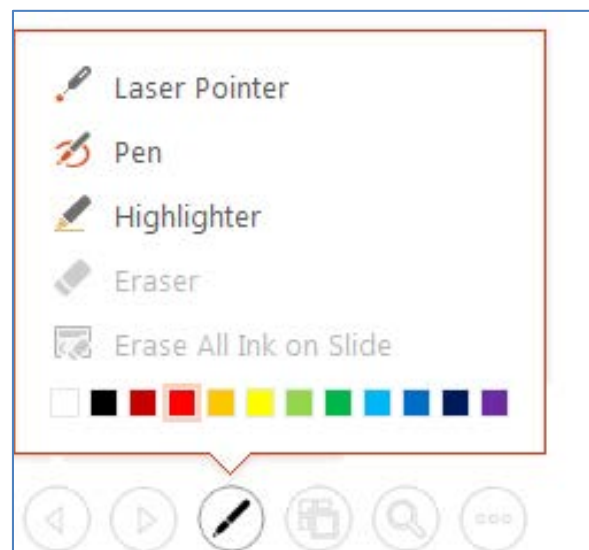 Laser Pointer
Pen
Highlighter
Eraser
Erase All Ink on Slide